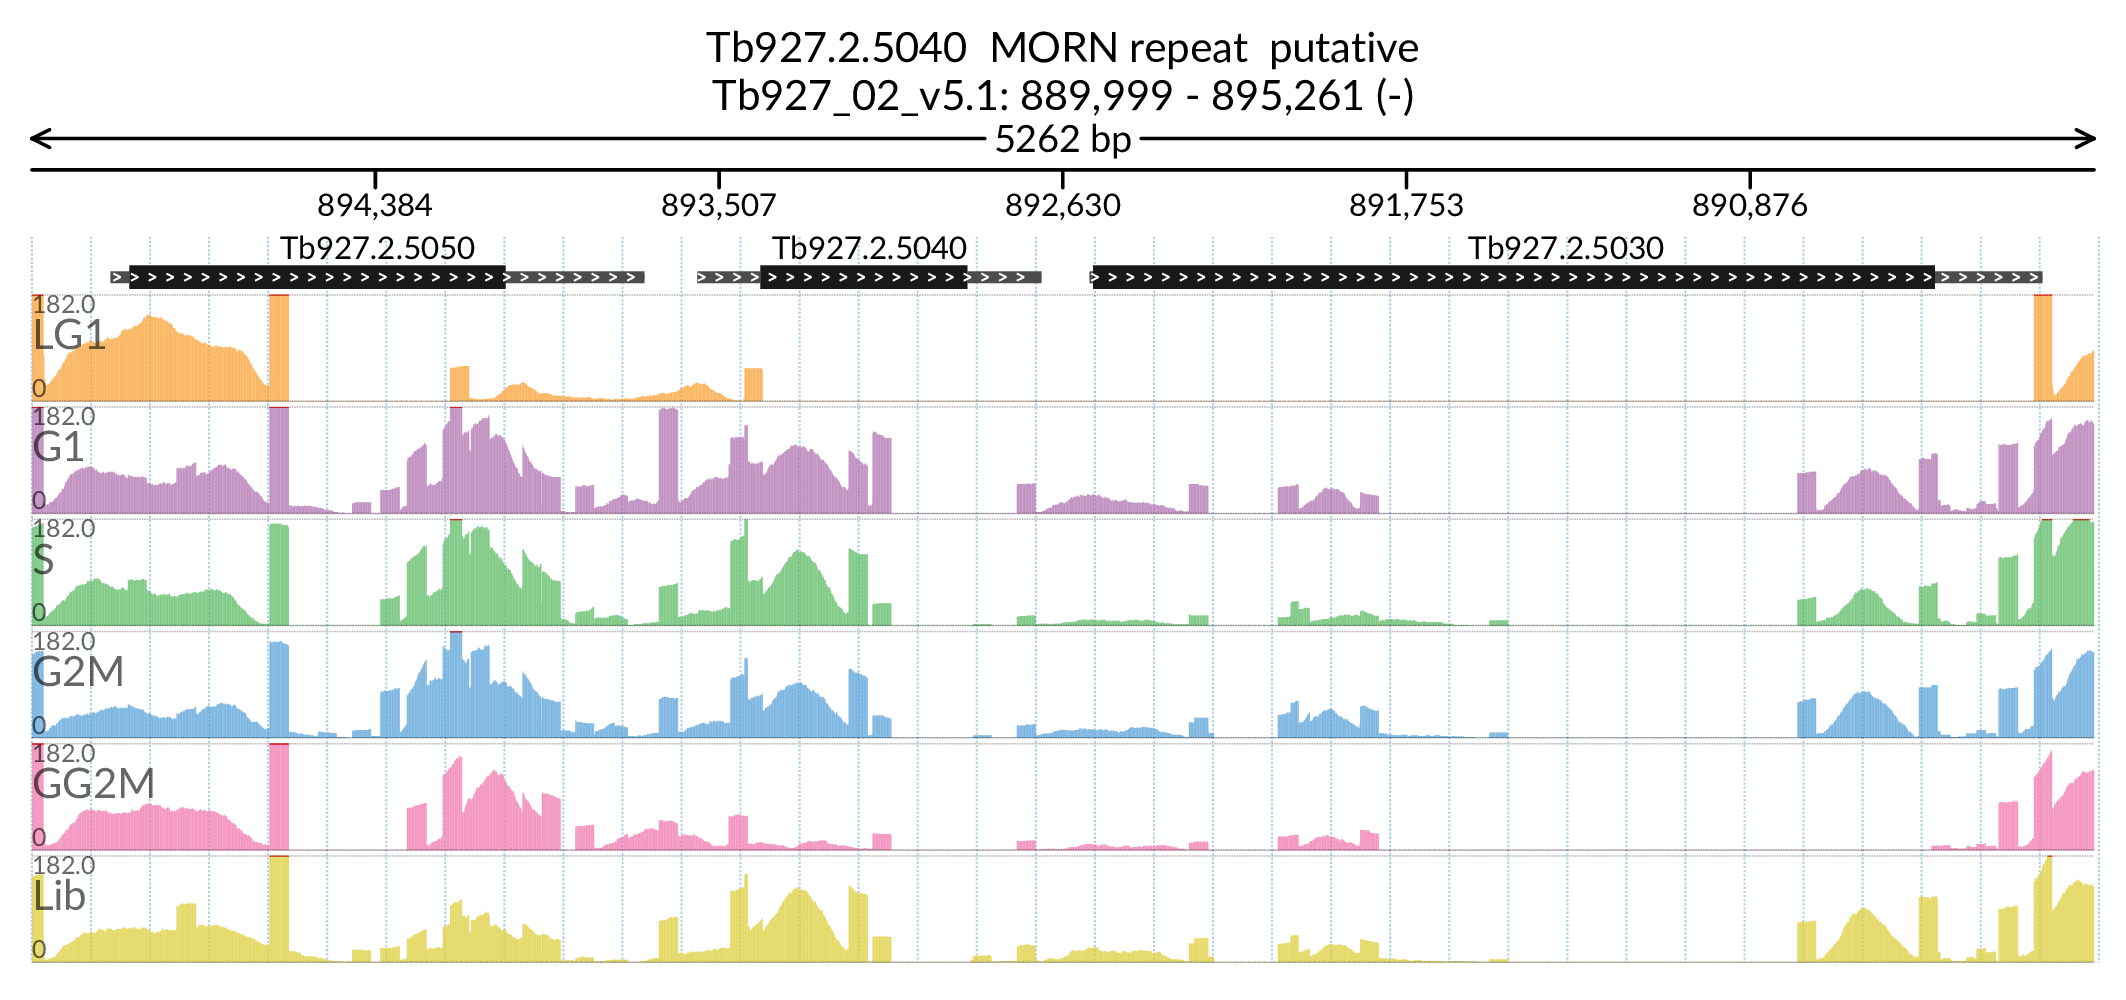 Tb927.2.5040 MORN repeat putative
Tb927_02_v5.1: 889,999 - 895,261 (-)
5262 bp
894,384 893,507 892,630 891,753 890,876
Tb927.2.5050 Tb927.2.5040 Tb927.2.5030
182.0
LG1
0
182.0
G1
0
182.0
S
0
182.0
G2M
0
182.0
GG2M
0
182.0
Lib
0